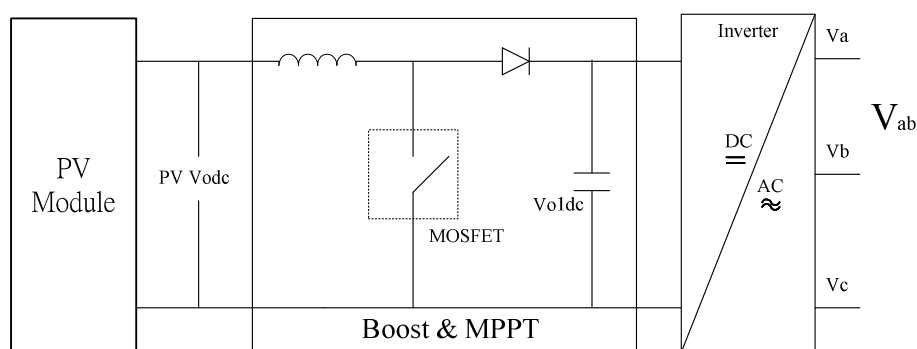 PV
Module
PV Vodc
MOSFET
Vo1dc
Boost & MPPT
Inverter
DC
AC
Va
Vab
Vb
Vc